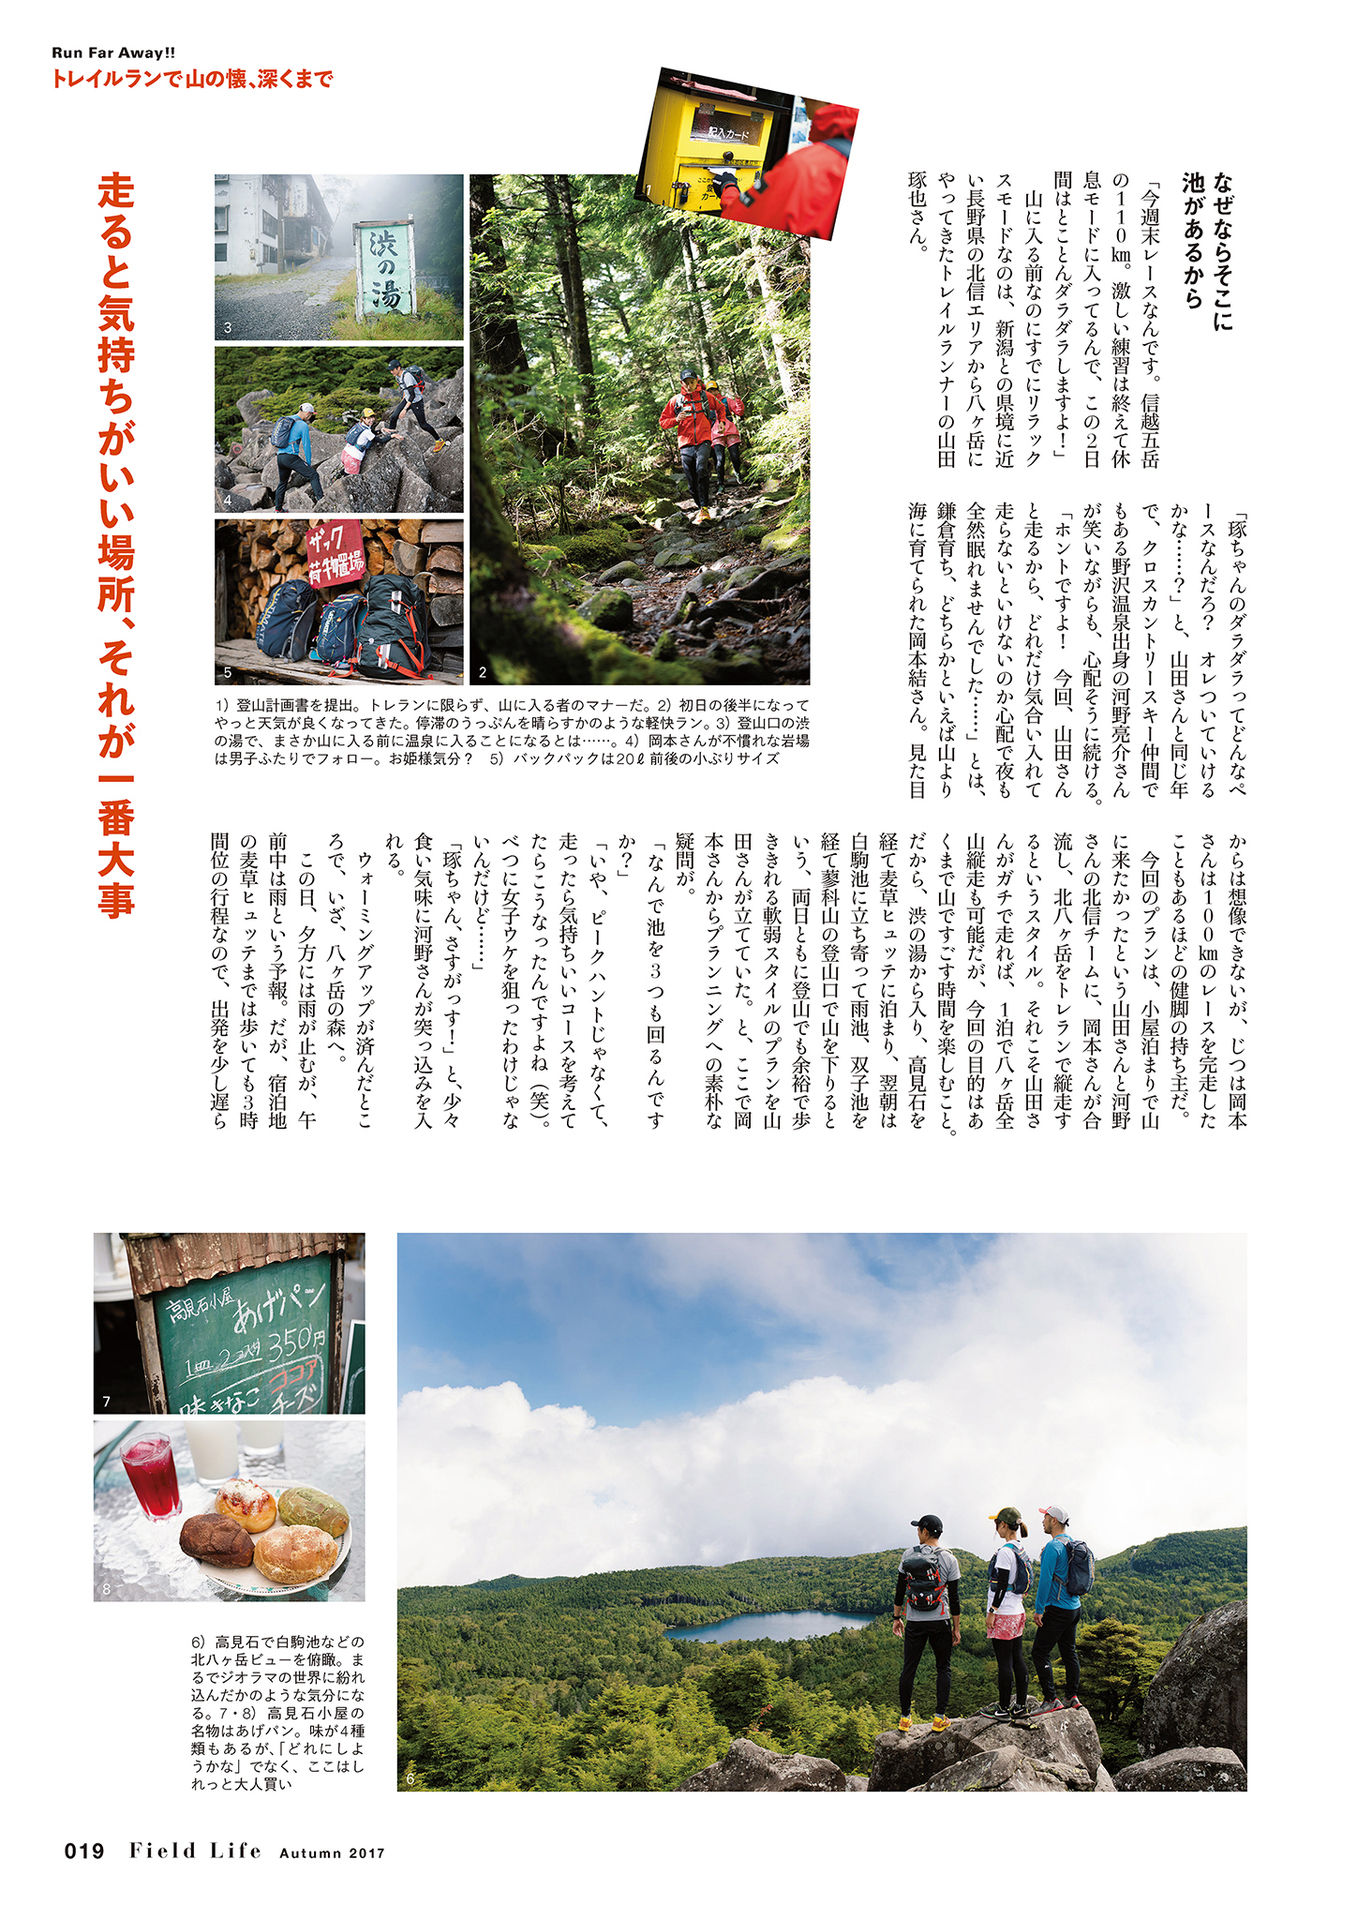 Run Far Away!!
トレイルランで山の懐、深くまで
走ると気持ちがいい場所、それが一番大事
なぜならそこに
池があるから
「今週末レースなんです。信越五岳
の110㎞。激しい練習は終えて休
息モードに入ってるんで、この2日
間はとことんダラダラしますよ！」
山に入る前なのにすでにリラック
スモードなのは、新潟との県境に近
い長野県の北信エリアから八ヶ岳に
やってきたトレイルランナーの山田
琢也さん。
「琢ちゃんのダラダラってどんなペ
ースなんだろ？　オレついていける
かな……？」と、山田さんと同じ年
で、クロスカントリースキー仲間で
もある野沢温泉出身の河野亮介さん
が笑いながらも、心配そうに続ける。
「ホントですよ！　今回、山田さん
と走るから、どれだけ気合い入れて
走らないといけないのか心配で夜も
全然眠れませんでした……」とは、
鎌倉育ち、どちらかといえば山より
海に育てられた岡本結さん。見た目
からは想像できないが、じつは岡本
さんは100㎞のレースを完走した
こともあるほどの健脚の持ち主だ。
今回のプランは、小屋泊まりで山
に来たかったという山田さんと河野
さんの北信チームに、岡本さんが合
流し、北八ヶ岳をトレランで縦走す
るというスタイル。それこそ山田さ
んがガチで走れば、1泊で八ヶ岳全
山縦走も可能だが、今回の目的はあ
くまで山ですごす時間を楽しむこと。
だから、渋の湯から入り、高見石を
経て麦草ヒュッテに泊まり、翌朝は
白駒池に立ち寄って雨池、双子池を
経て蓼科山の登山口で山を下りると
いう、両日ともに登山でも余裕で歩
ききれる軟弱スタイルのプランを山
田さんが立てていた。と、ここで岡
本さんからプランニングへの素朴な
疑問が。
「なんで池を3つも回るんです
か？」
「いや、ピークハントじゃなくて、
走ったら気持ちいいコースを考えて
たらこうなったんですよね（笑）。
べつに女子ウケを狙ったわけじゃな
いんだけど……」
「琢ちゃん、さすがっす！」と、少々
食い気味に河野さんが突っ込みを入
れる。
ウォーミングアップが済んだとこ
ろで、いざ、八ヶ岳の森へ。
この日、夕方には雨が止むが、午
前中は雨という予報。だが、宿泊地
の麦草ヒュッテまでは歩いても3時
間位の行程なので、出発を少し遅ら
記入カード
1
渋の湯
3
4
ザック
荷物置場
5
2
1）登山計画書を提出。トレランに限らず、山に入る者のマナーだ。2）初日の後半になって
やっと天気が良くなってきた。停滞のうっぷんを晴らすかのような軽快ラン。3）登山口の渋
の湯で、まさか山に入る前に温泉に入ることになるとは……。4）岡本さんが不慣れな岩場
は男子ふたりでフォロー。お姫様気分？　5）バックパックは20ℓ前後の小ぶりサイズ
高見石小屋
あげパン
1皿 2コ入り 350円
味 きなこ ココア
チーズ
7
8
6
6）高見石で白駒池などの
北八ヶ岳ビューを俯瞰。ま
るでジオラマの世界に紛れ
込んだかのような気分にな
る。7・8）高見石小屋の
名物はあげパン。味が4種
類もあるが、「どれにしよ
うかな」でなく、ここはし
れっと大人買い
019 Field Life Autumn 2017